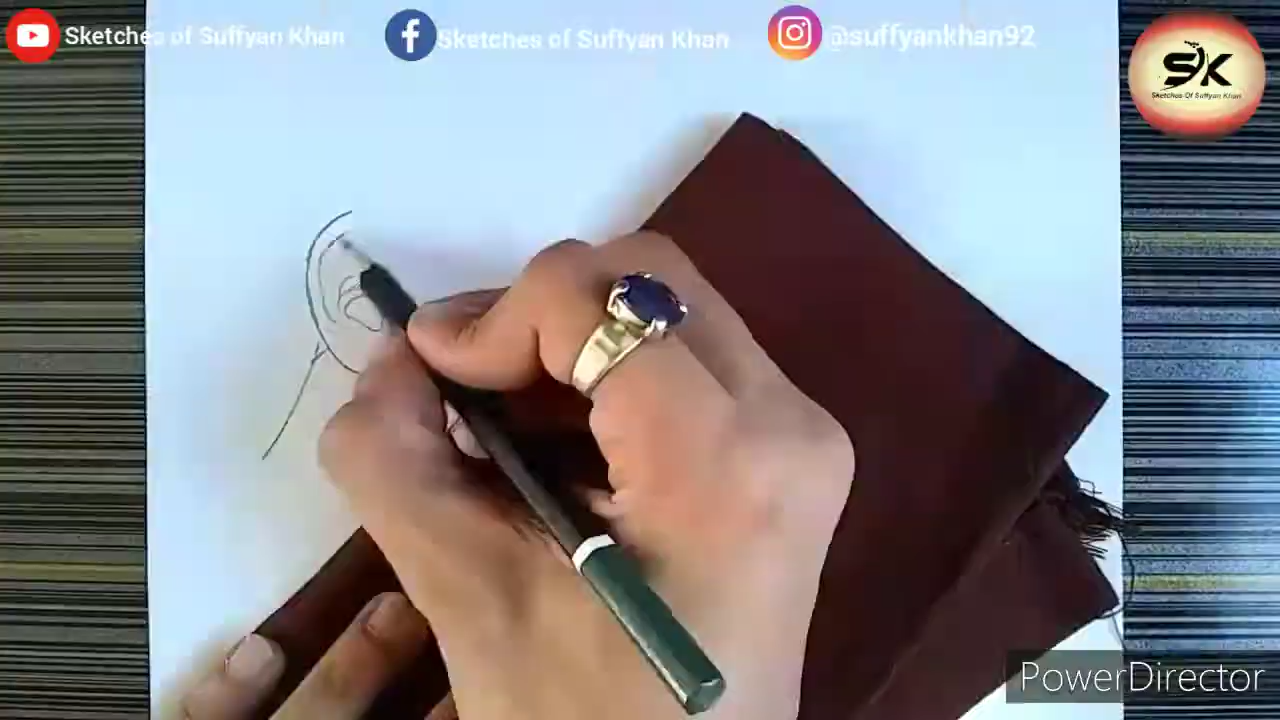 Sketches of Suffyan Khan
Sketches of Suffyan Khan
@suffyankhan92
SK
Sketches Of Suffyan Khan
PowerDirector